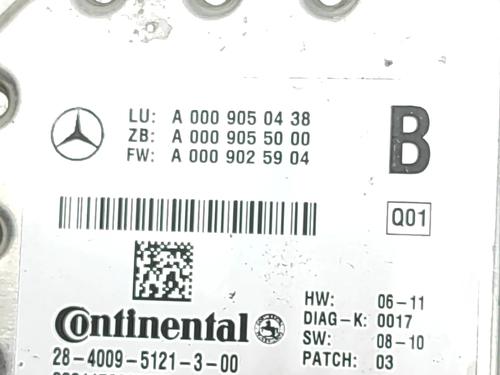 LU: A 000 905 04 38
ZB: A 000 905 50 00
FW: A 000 902 59 04
B
Q01
Continental
28-4009-5121-3-00
HW: 06-11
DIAG-K: 0017
SW: 08-10
PATCH: 03